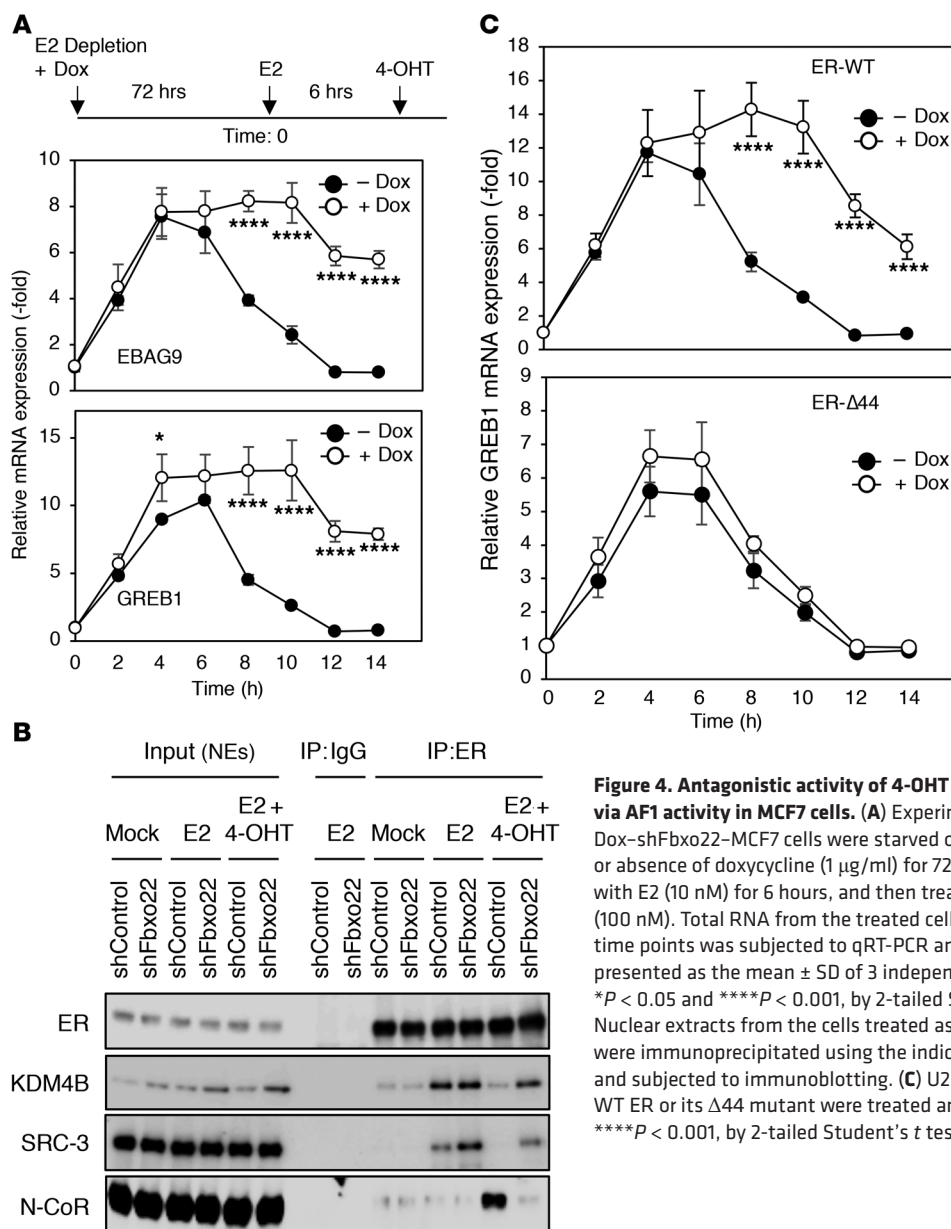 A
E2 Depletion
+ Dox
E2
4-OHT
72 hrs
6 hrs
Time: 0
Relative mRNA expression (-fold)
10
8
6
4
2
0
– Dox
+ Dox
****
****
****
****
EBAG9
15
10
5
0
*
– Dox
+ Dox
****
****
****
****
GREB1
0 2 4 6 8 10 12 14
Time (h)
C
Relative GREB1 mRNA expression (-fold)
18
16
14
12
10
8
6
4
2
0
ER-WT
– Dox
+ Dox
****
****
****
****
9
8
7
6
5
4
3
2
1
0
ER-Δ44
– Dox
+ Dox
0 2 4 6 8 10 12 14
Time (h)
B
Input (NEs) IP:IgG IP:ER
Mock E2 E2 + 4-OHT E2 Mock E2 E2 + 4-OHT
shControl shFbxo22 shControl shFbxo22 shControl shFbxo22 shControl shFbxo22 shControl shFbxo22 shControl shFbxo22 shControl shFbxo22
ER
KDM4B
SRC-3
N-CoR
Figure 4. Antagonistic activity of 4-OHT
via AF1 activity in MCF7 cells. (A) Experim
Dox–shFbxo22–MCF7 cells were starved o
or absence of doxycycline (1 μg/ml) for 72
with E2 (10 nM) for 6 hours, and then treat
(100 nM). Total RNA from the treated cell
time points was subjected to qRT-PCR an
presented as the mean ± SD of 3 indepen
*P < 0.05 and ****P < 0.001, by 2-tailed S
Nuclear extracts from the cells treated as
were immunoprecipitated using the indic
and subjected to immunoblotting. (C) U2
WT ER or its Δ44 mutant were treated an
****P < 0.001, by 2-tailed Student's t tes